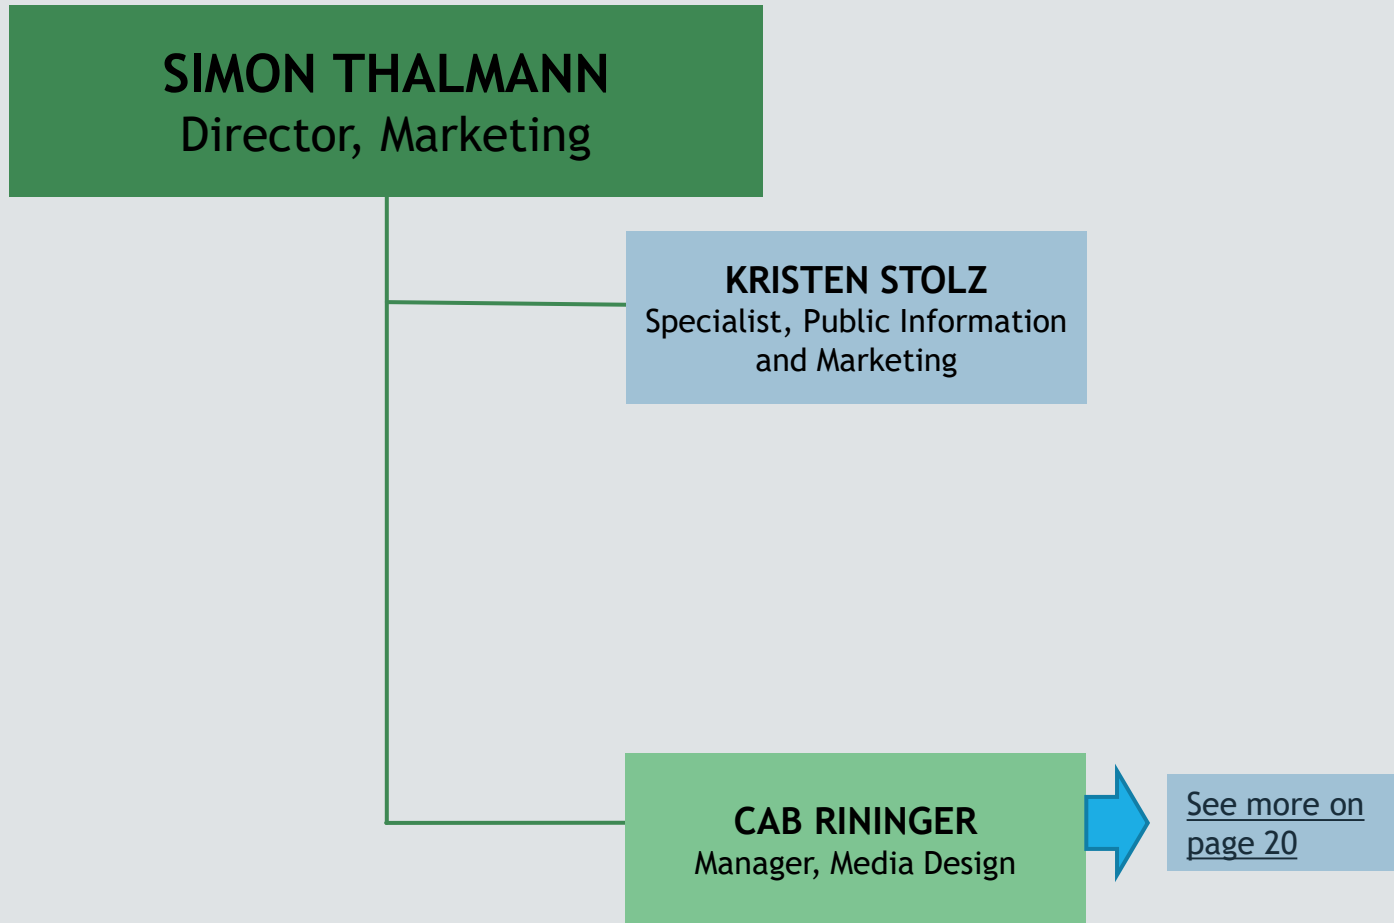 SIMON THALMANN
Director, Marketing
KRISTEN STOLZ
Specialist, Public Information
and Marketing
CAB RININGER
Manager, Media Design
See more on
page 20